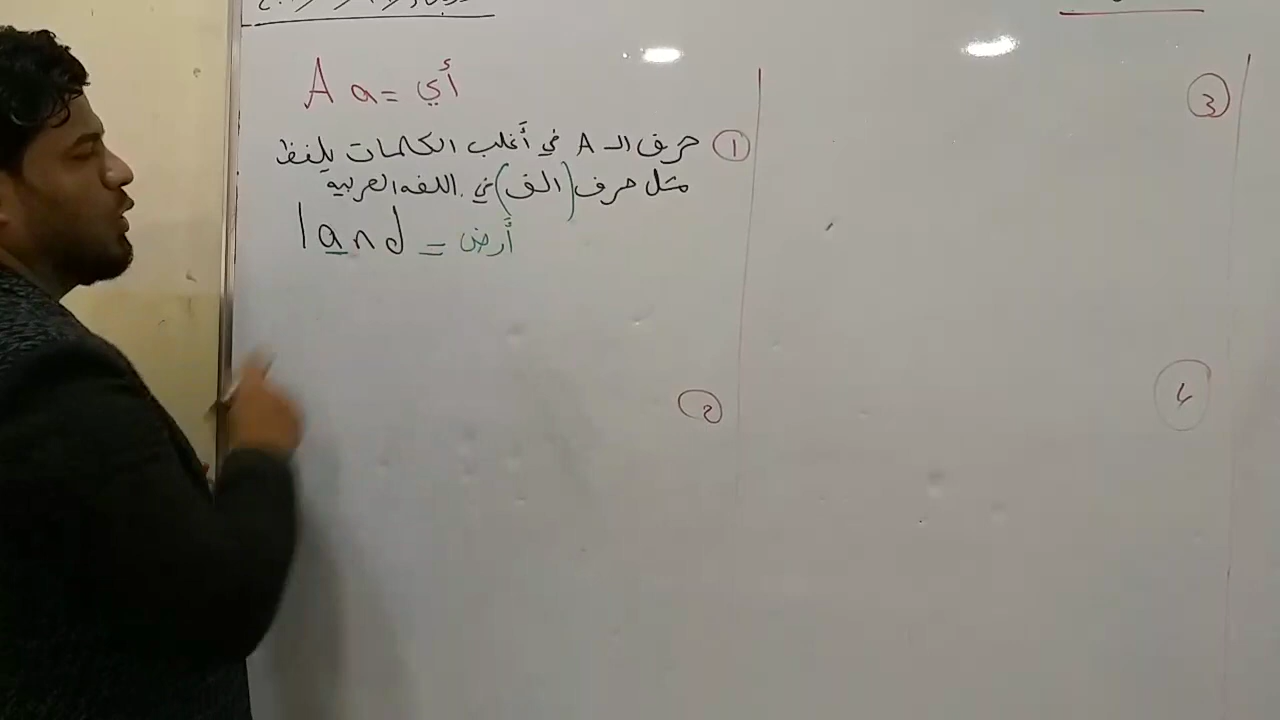 A a = أي
① حرف الـ A في أغلب الكلمات يلفظ
مثل حرف (الف) في اللغه العربيه
land = أرض
②
③
④